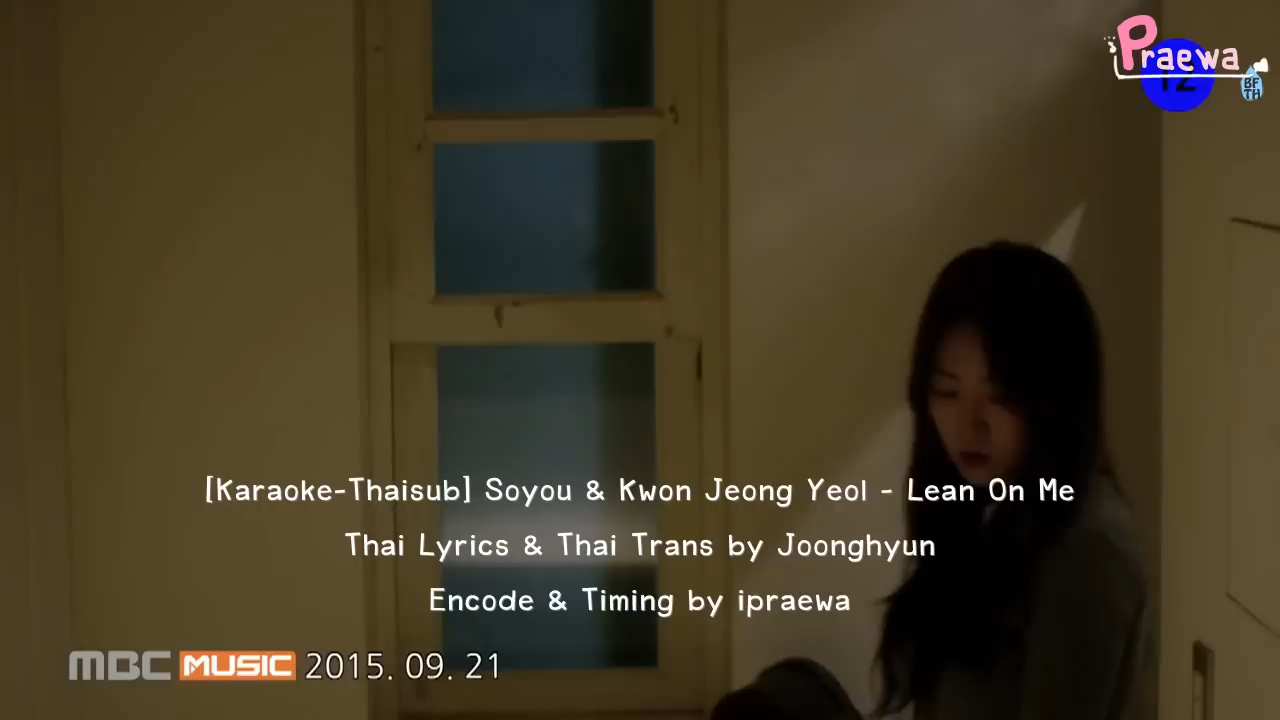 Praewa
12
BF
TH
[Karaoke-Thaisub] Soyou & Kwon Jeong Yeol - Lean On Me
Thai Lyrics & Thai Trans by Joonghyun
Encode & Timing by ipraewa
MBC MUSIC 2015. 09. 21